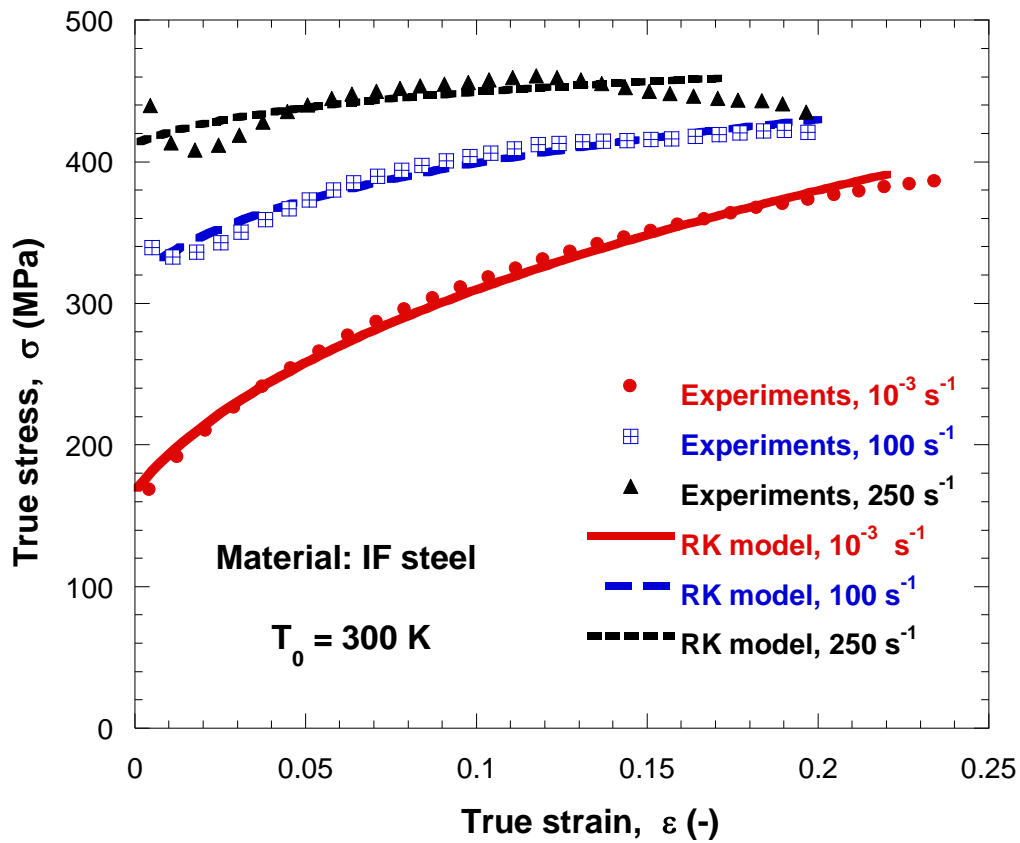 500
400
300
200
100
0
True stress, σ (MPa)
Experiments, 10⁻³ s⁻¹
Experiments, 100 s⁻¹
Experiments, 250 s⁻¹
RK model, 10⁻³ s⁻¹
RK model, 100 s⁻¹
RK model, 250 s⁻¹
Material: IF steel
T₀ = 300 K
0 0.05 0.1 0.15 0.2 0.25
True strain, ε (-)